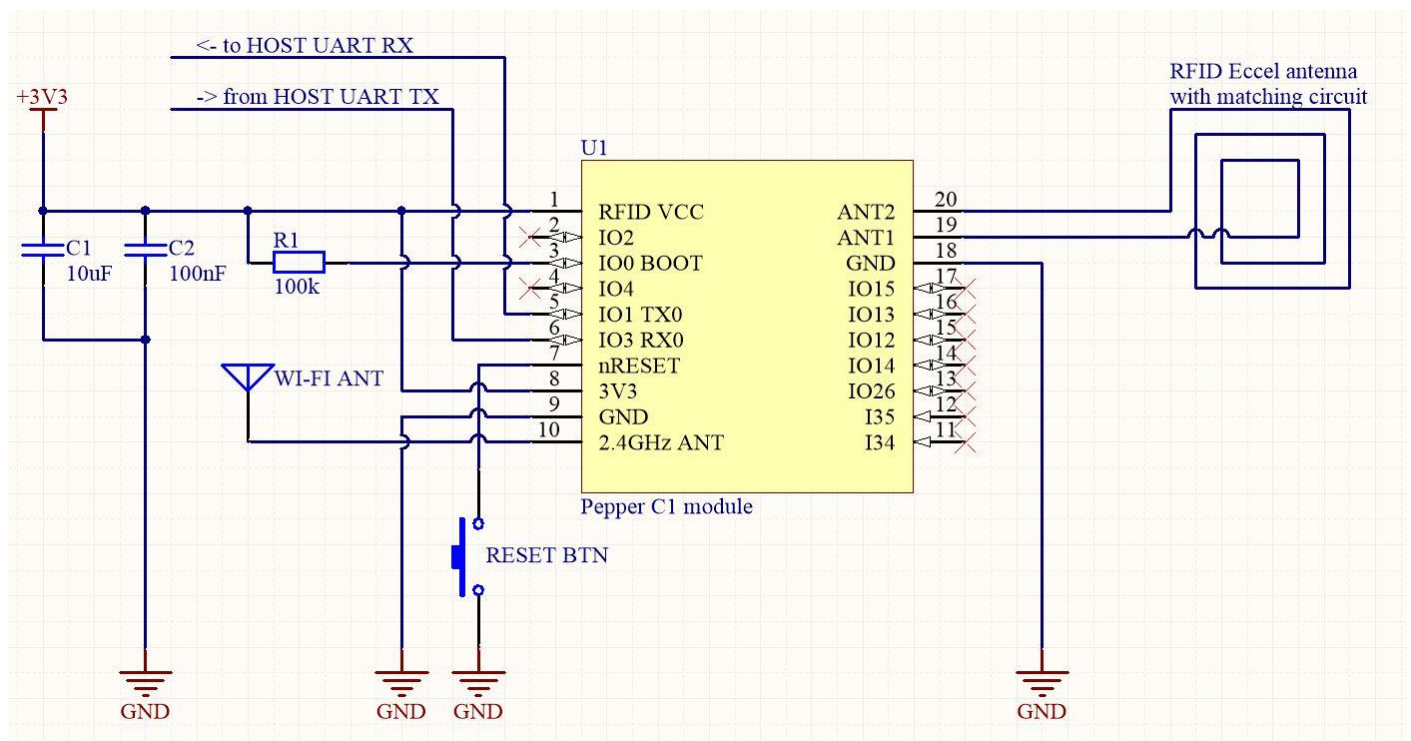 <- to HOST UART RX
-> from HOST UART TX
+3V3
RFID Eccel antenna
with matching circuit
U1
1
RFID VCC
2
IO2
3
IO0 BOOT
4
IO4
5
IO1 TX0
6
IO3 RX0
7
nRESET
8
3V3
9
GND
10
2.4GHz ANT
ANT2
20
ANT1
19
GND
18
IO15
17
IO13
16
IO12
15
IO14
14
IO26
13
I35
12
I34
11
C1
10uF
C2
100nF
R1
100k
WI-FI ANT
Pepper C1 module
RESET BTN
GND
GND
GND
GND